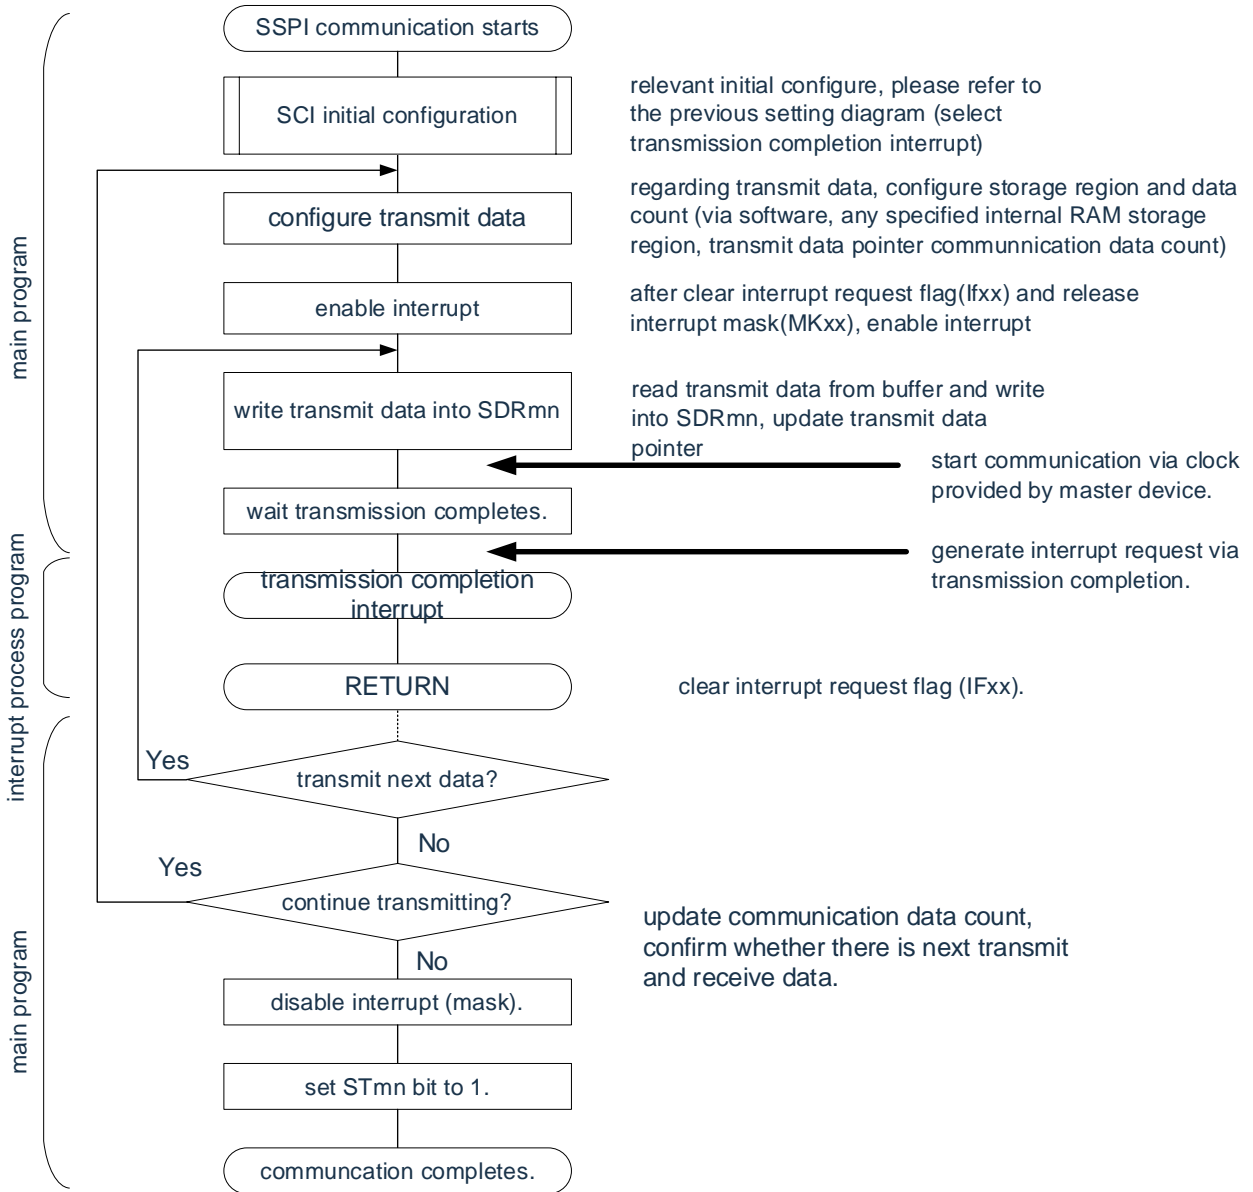 SSPI communication starts
SCI initial configuration
relevant initial configure, please refer to
the previous setting diagram (select
transmission completion interrupt)
configure transmit data
regarding transmit data, configure storage region and data
count (via software, any specified internal RAM storage
region, transmit data pointer communnication data count)
main program
enable interrupt
after clear interrupt request flag(Ifxx) and release
interrupt mask(MKxx), enable interrupt
write transmit data into SDRmn
read transmit data from buffer and write
into SDRmn, update transmit data
pointer
start communication via clock
provided by master device.
wait transmission completes.
generate interrupt request via
transmission completion.
transmission completion
interrupt
interrupt process program
RETURN
clear interrupt request flag (IFxx).
Yes
transmit next data?
No
Yes
continue transmitting?
update communication data count,
confirm whether there is next transmit
and receive data.
No
main program
disable interrupt (mask).
set STmn bit to 1.
communcation completes.